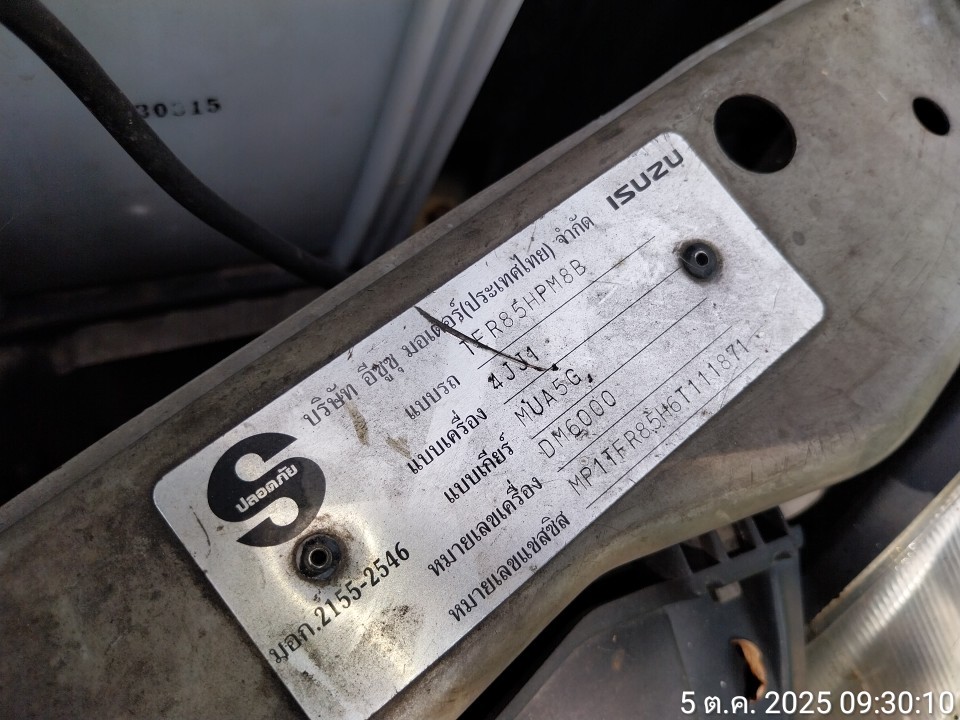 30315
ISUZU
บริษัท อีซูซุ มอเตอร์(ประเทศไทย) จำกัด
แบบรถ TFR85HPM8B
แบบเครื่อง 4JJ1
แบบเกียร์ MUA5G
หมายเลขเครื่อง DM6000
หมายเลขแชสซิส MP1TFR85H6T111871
S
ปลอดภัย
มอก.2155-2546
5 ต.ค. 2025 09:30:10